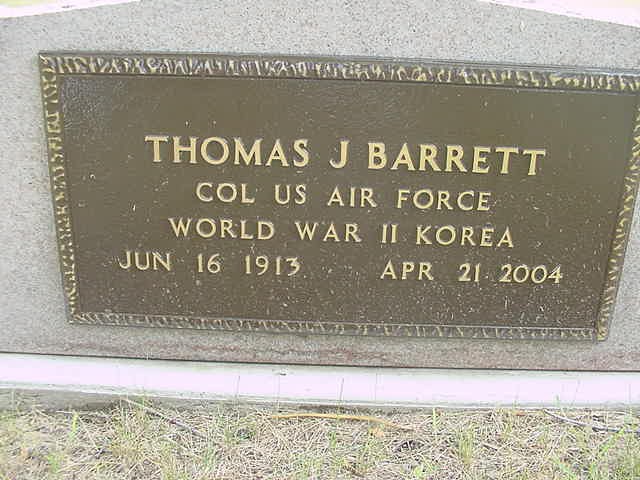 THOMAS J BARRETT
COL US AIR FORCE
WORLD WAR II KOREA
JUN 16 1913 APR 21 2004